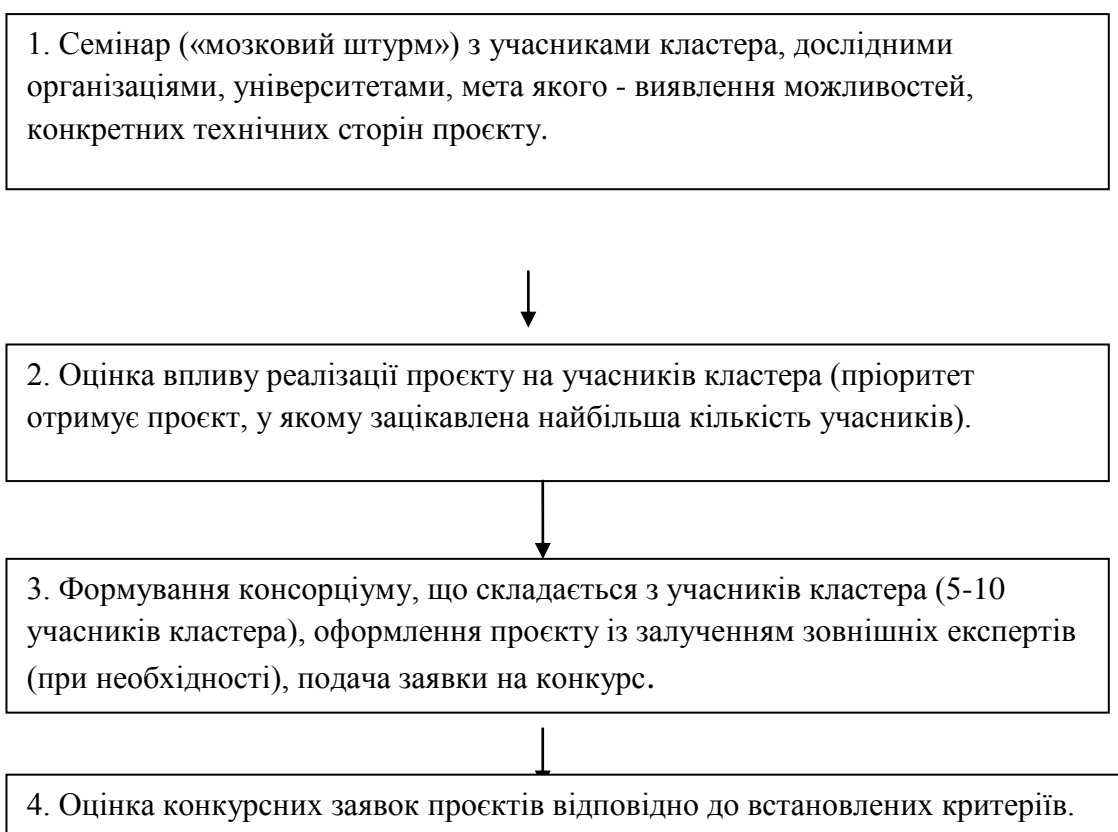 1. Семінар («мозковий штурм») з учасниками кластера, дослідними
організаціями, університетами, мета якого - виявлення можливостей,
конкретних технічних сторін проєкту.
2. Оцінка впливу реалізації проєкту на учасників кластера (пріоритет
отримує проєкт, у якому зацікавлена найбільша кількість учасників).
3. Формування консорціуму, що складається з учасників кластера (5-10
учасників кластера), оформлення проєкту із залученням зовнішніх експертів
(при необхідності), подача заявки на конкурс.
4. Оцінка конкурсних заявок проєктів відповідно до встановлених критеріїв.